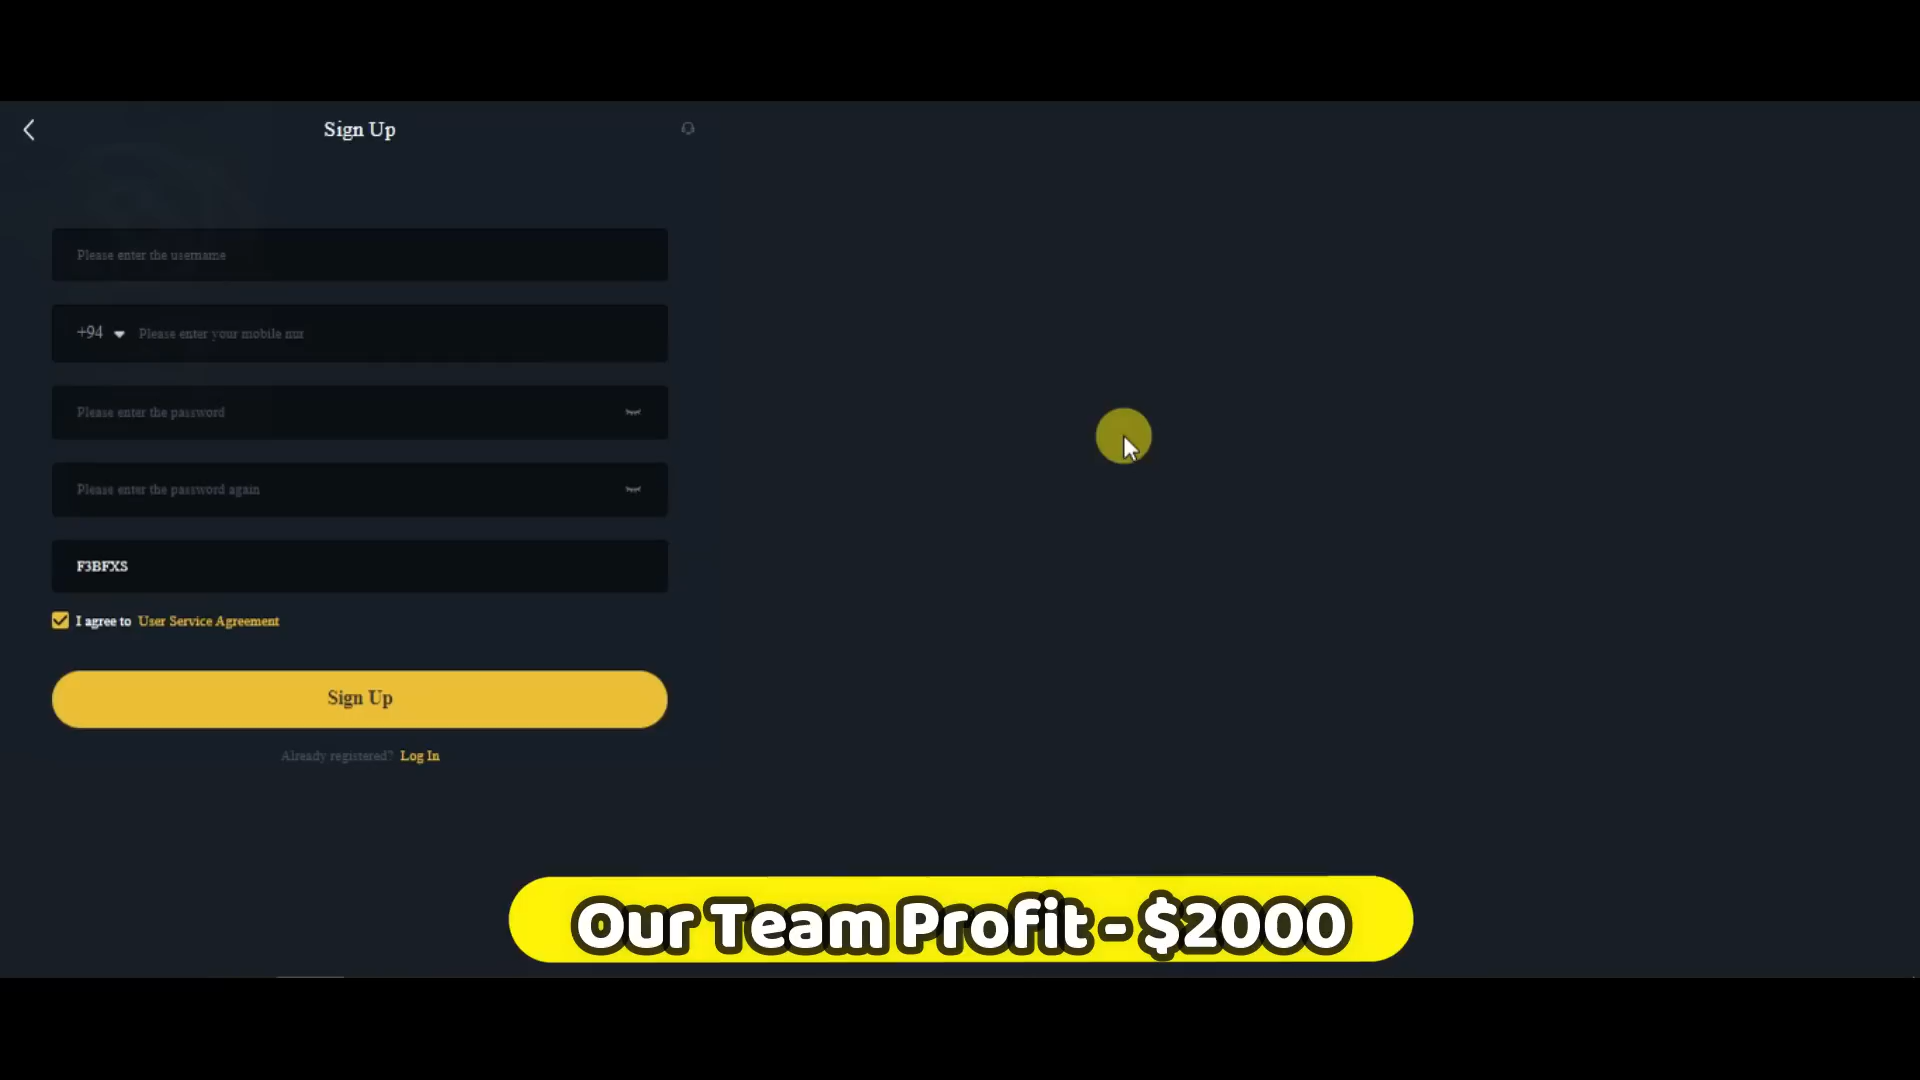 Sign Up
Please enter the username
+94 Please enter your mobile nur
Please enter the password
Please enter the password again
F3BFXS
I agree to User Service Agreement
Sign Up
Already registered? Log In
Our Team Profit - $2000